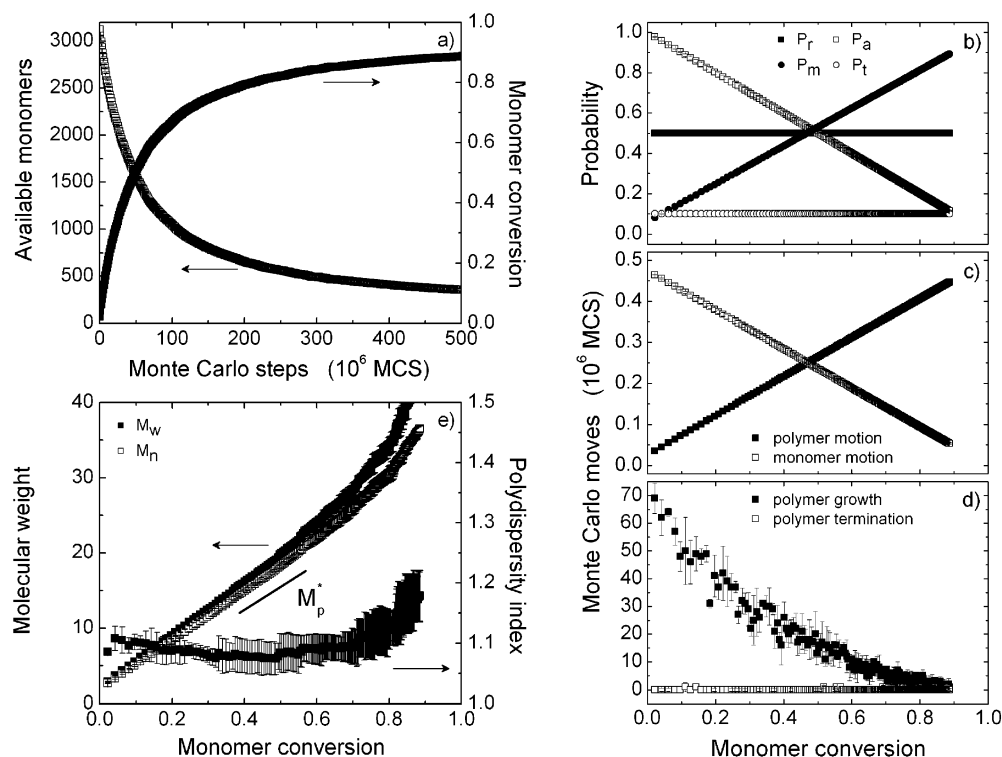 a)
3000
2500
2000
1500
1000
500
0
Available monomers
1.0
0.8
0.6
0.4
0.2
0.0
Monomer conversion
0 100 200 300 400 500
Monte Carlo steps (10^6 MCS)
b)
Pr Pa
Pm Pt
1.0
0.8
0.6
0.4
0.2
0.0
Probability
c)
0.5
0.4
0.3
0.2
0.1
0.0
polymer motion
monomer motion
Monte Carlo moves (10^6 MCS)
d)
polymer growth
polymer termination
70
60
50
40
30
20
10
0
0.0 0.2 0.4 0.6 0.8 1.0
Monomer conversion
e)
Mw
Mn
40
30
20
10
0
Molecular weight
M*p
1.5
1.4
1.3
1.2
1.1
1.0
Polydispersity index
0.0 0.2 0.4 0.6 0.8 1.0
Monomer conversion